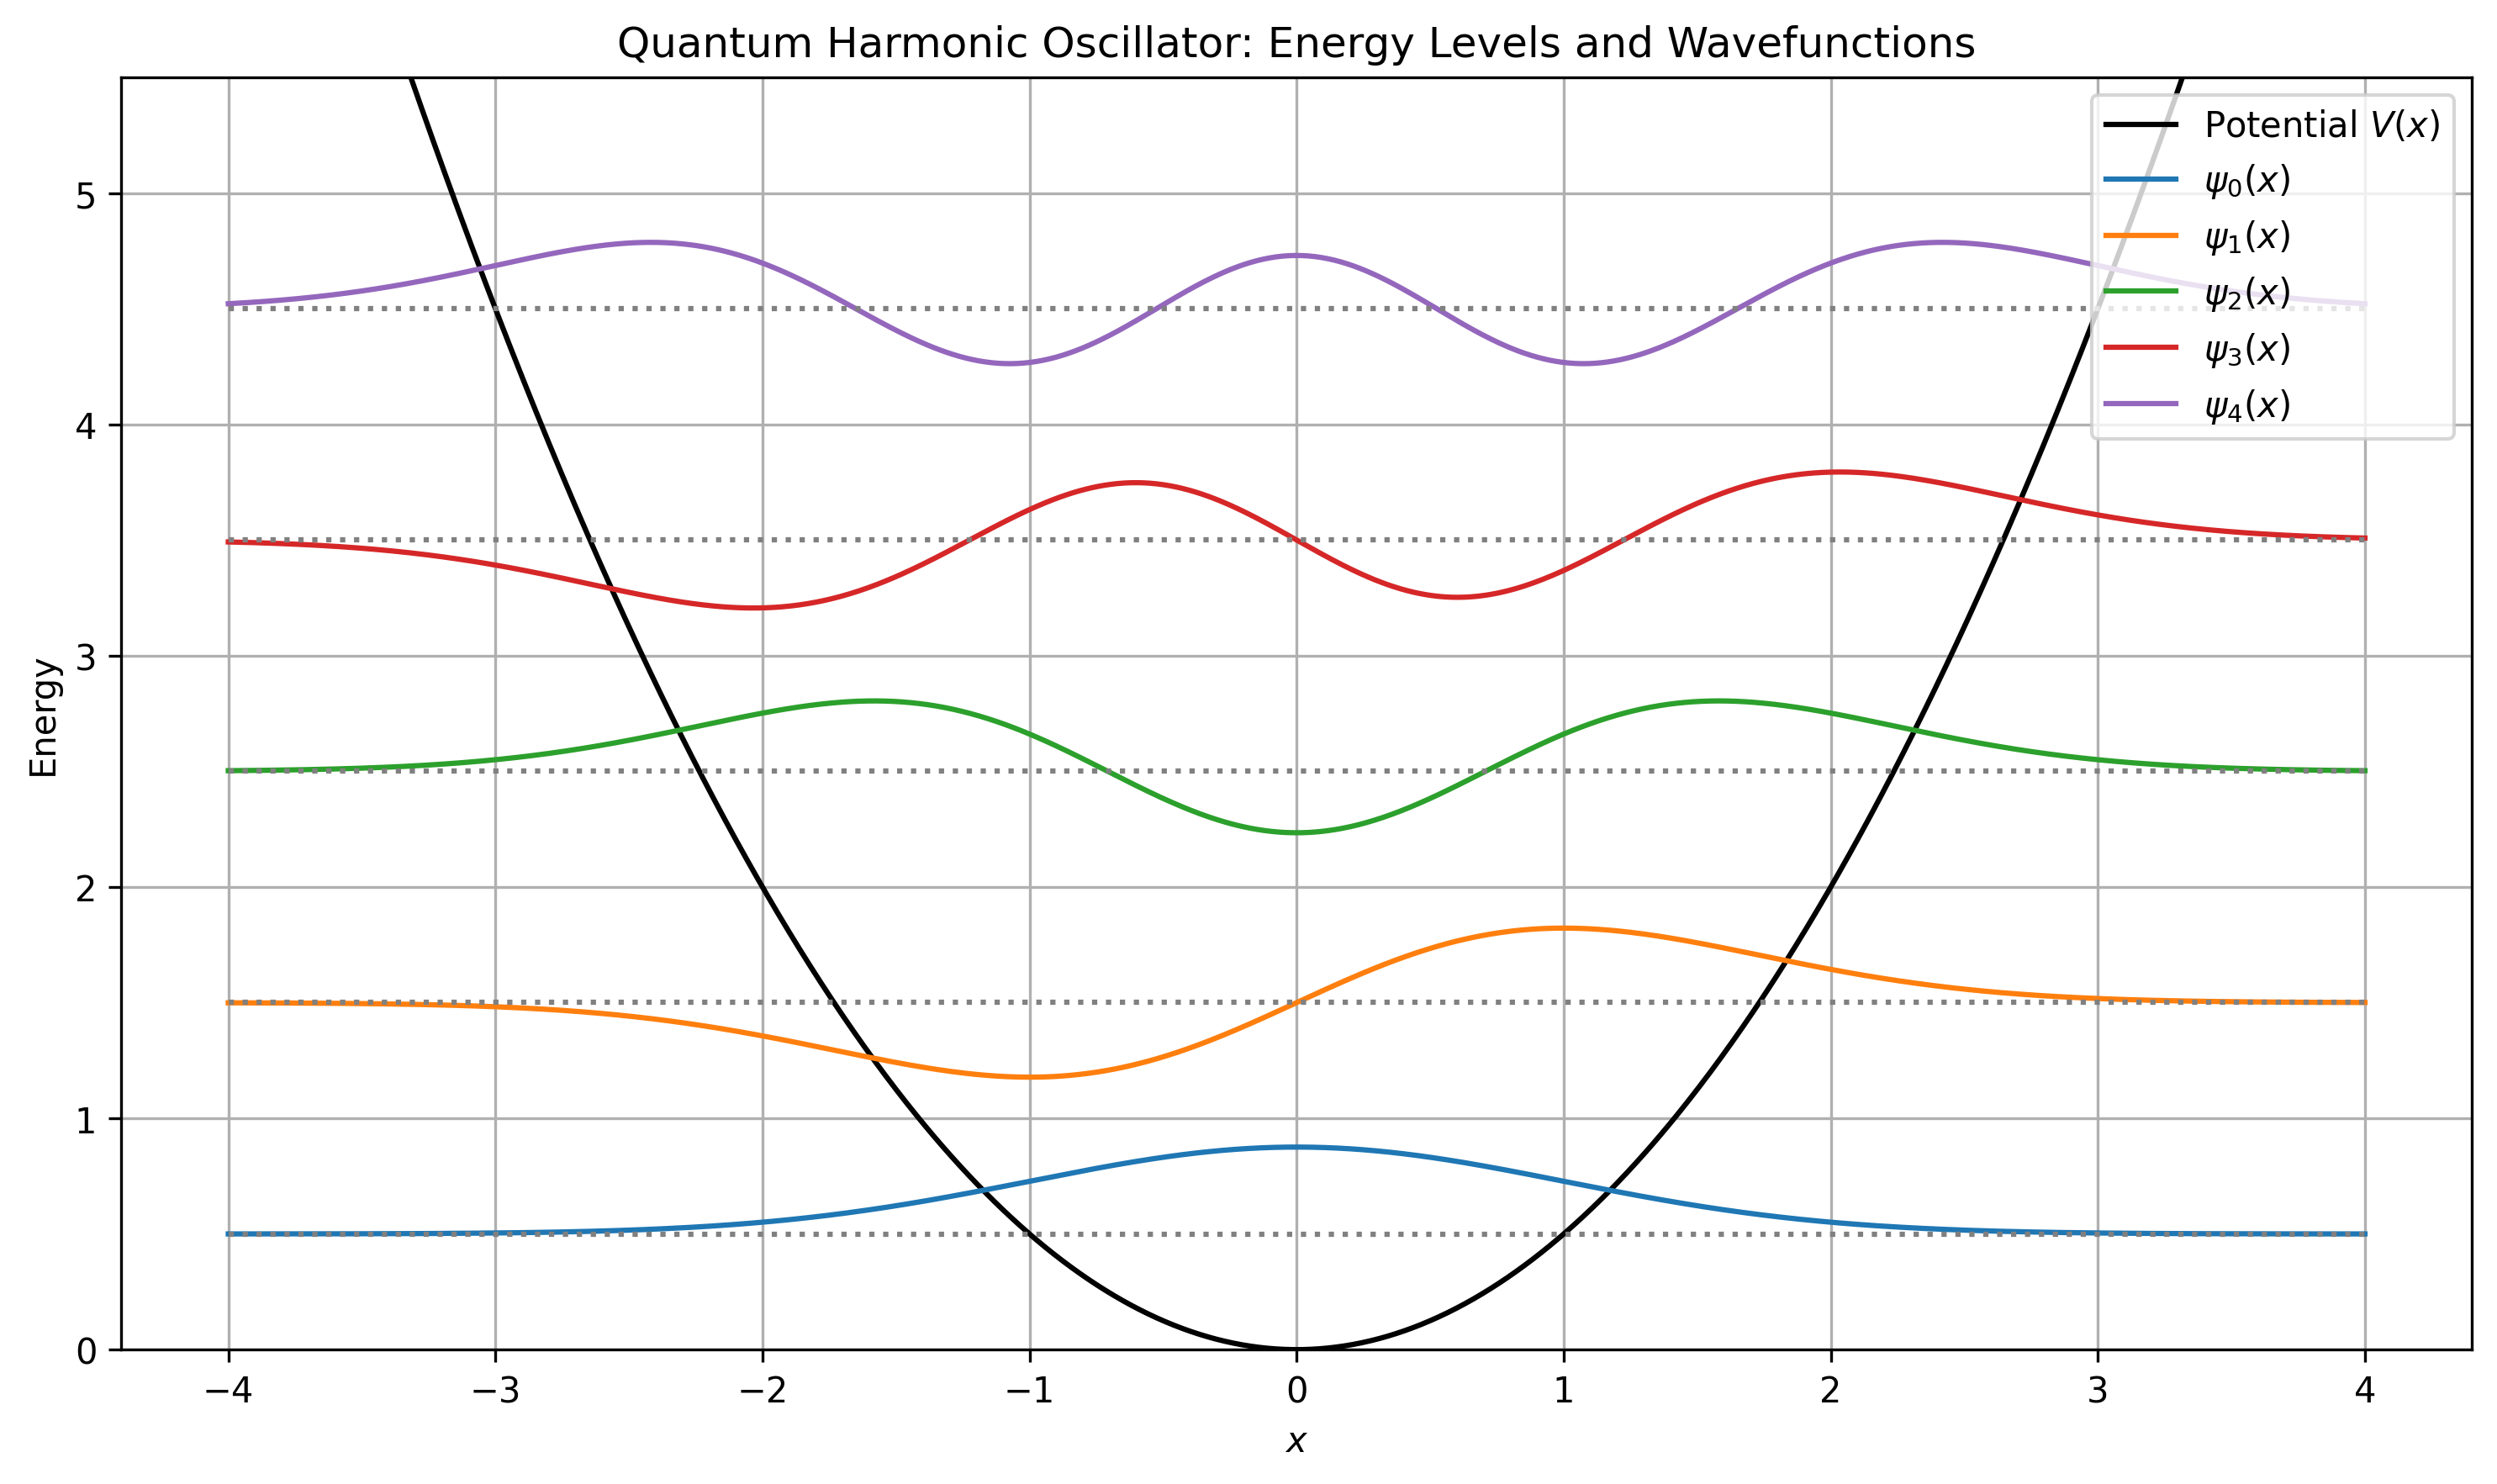 Quantum Harmonic Oscillator: Energy Levels and Wavefunctions
Potential V(x)
ψ₀(x)
ψ₁(x)
ψ₂(x)
ψ₃(x)
ψ₄(x)
Energy
5
4
3
2
1
0
−4 −3 −2 −1 0 1 2 3 4
x